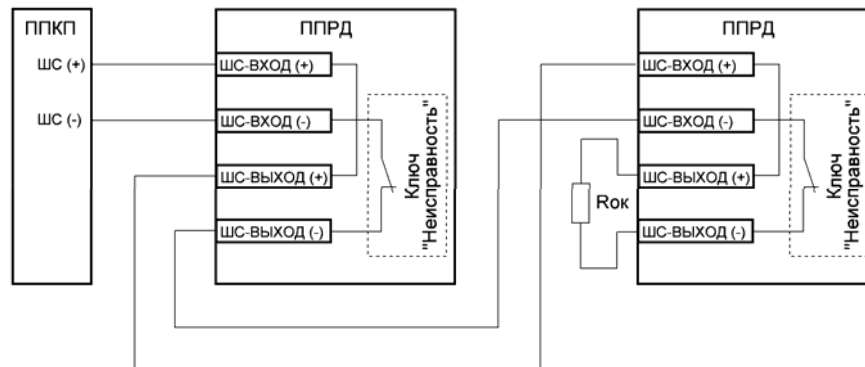 ППКП
ШС (+)
ШС (-)
ППРД
ШС-ВХОД (+)
ШС-ВХОД (-)
ШС-ВЫХОД (+)
ШС-ВЫХОД (-)
Ключ
"Неисправность"
Rок
ППРД
ШС-ВХОД (+)
ШС-ВХОД (-)
ШС-ВЫХОД (+)
ШС-ВЫХОД (-)
Ключ
"Неисправность"